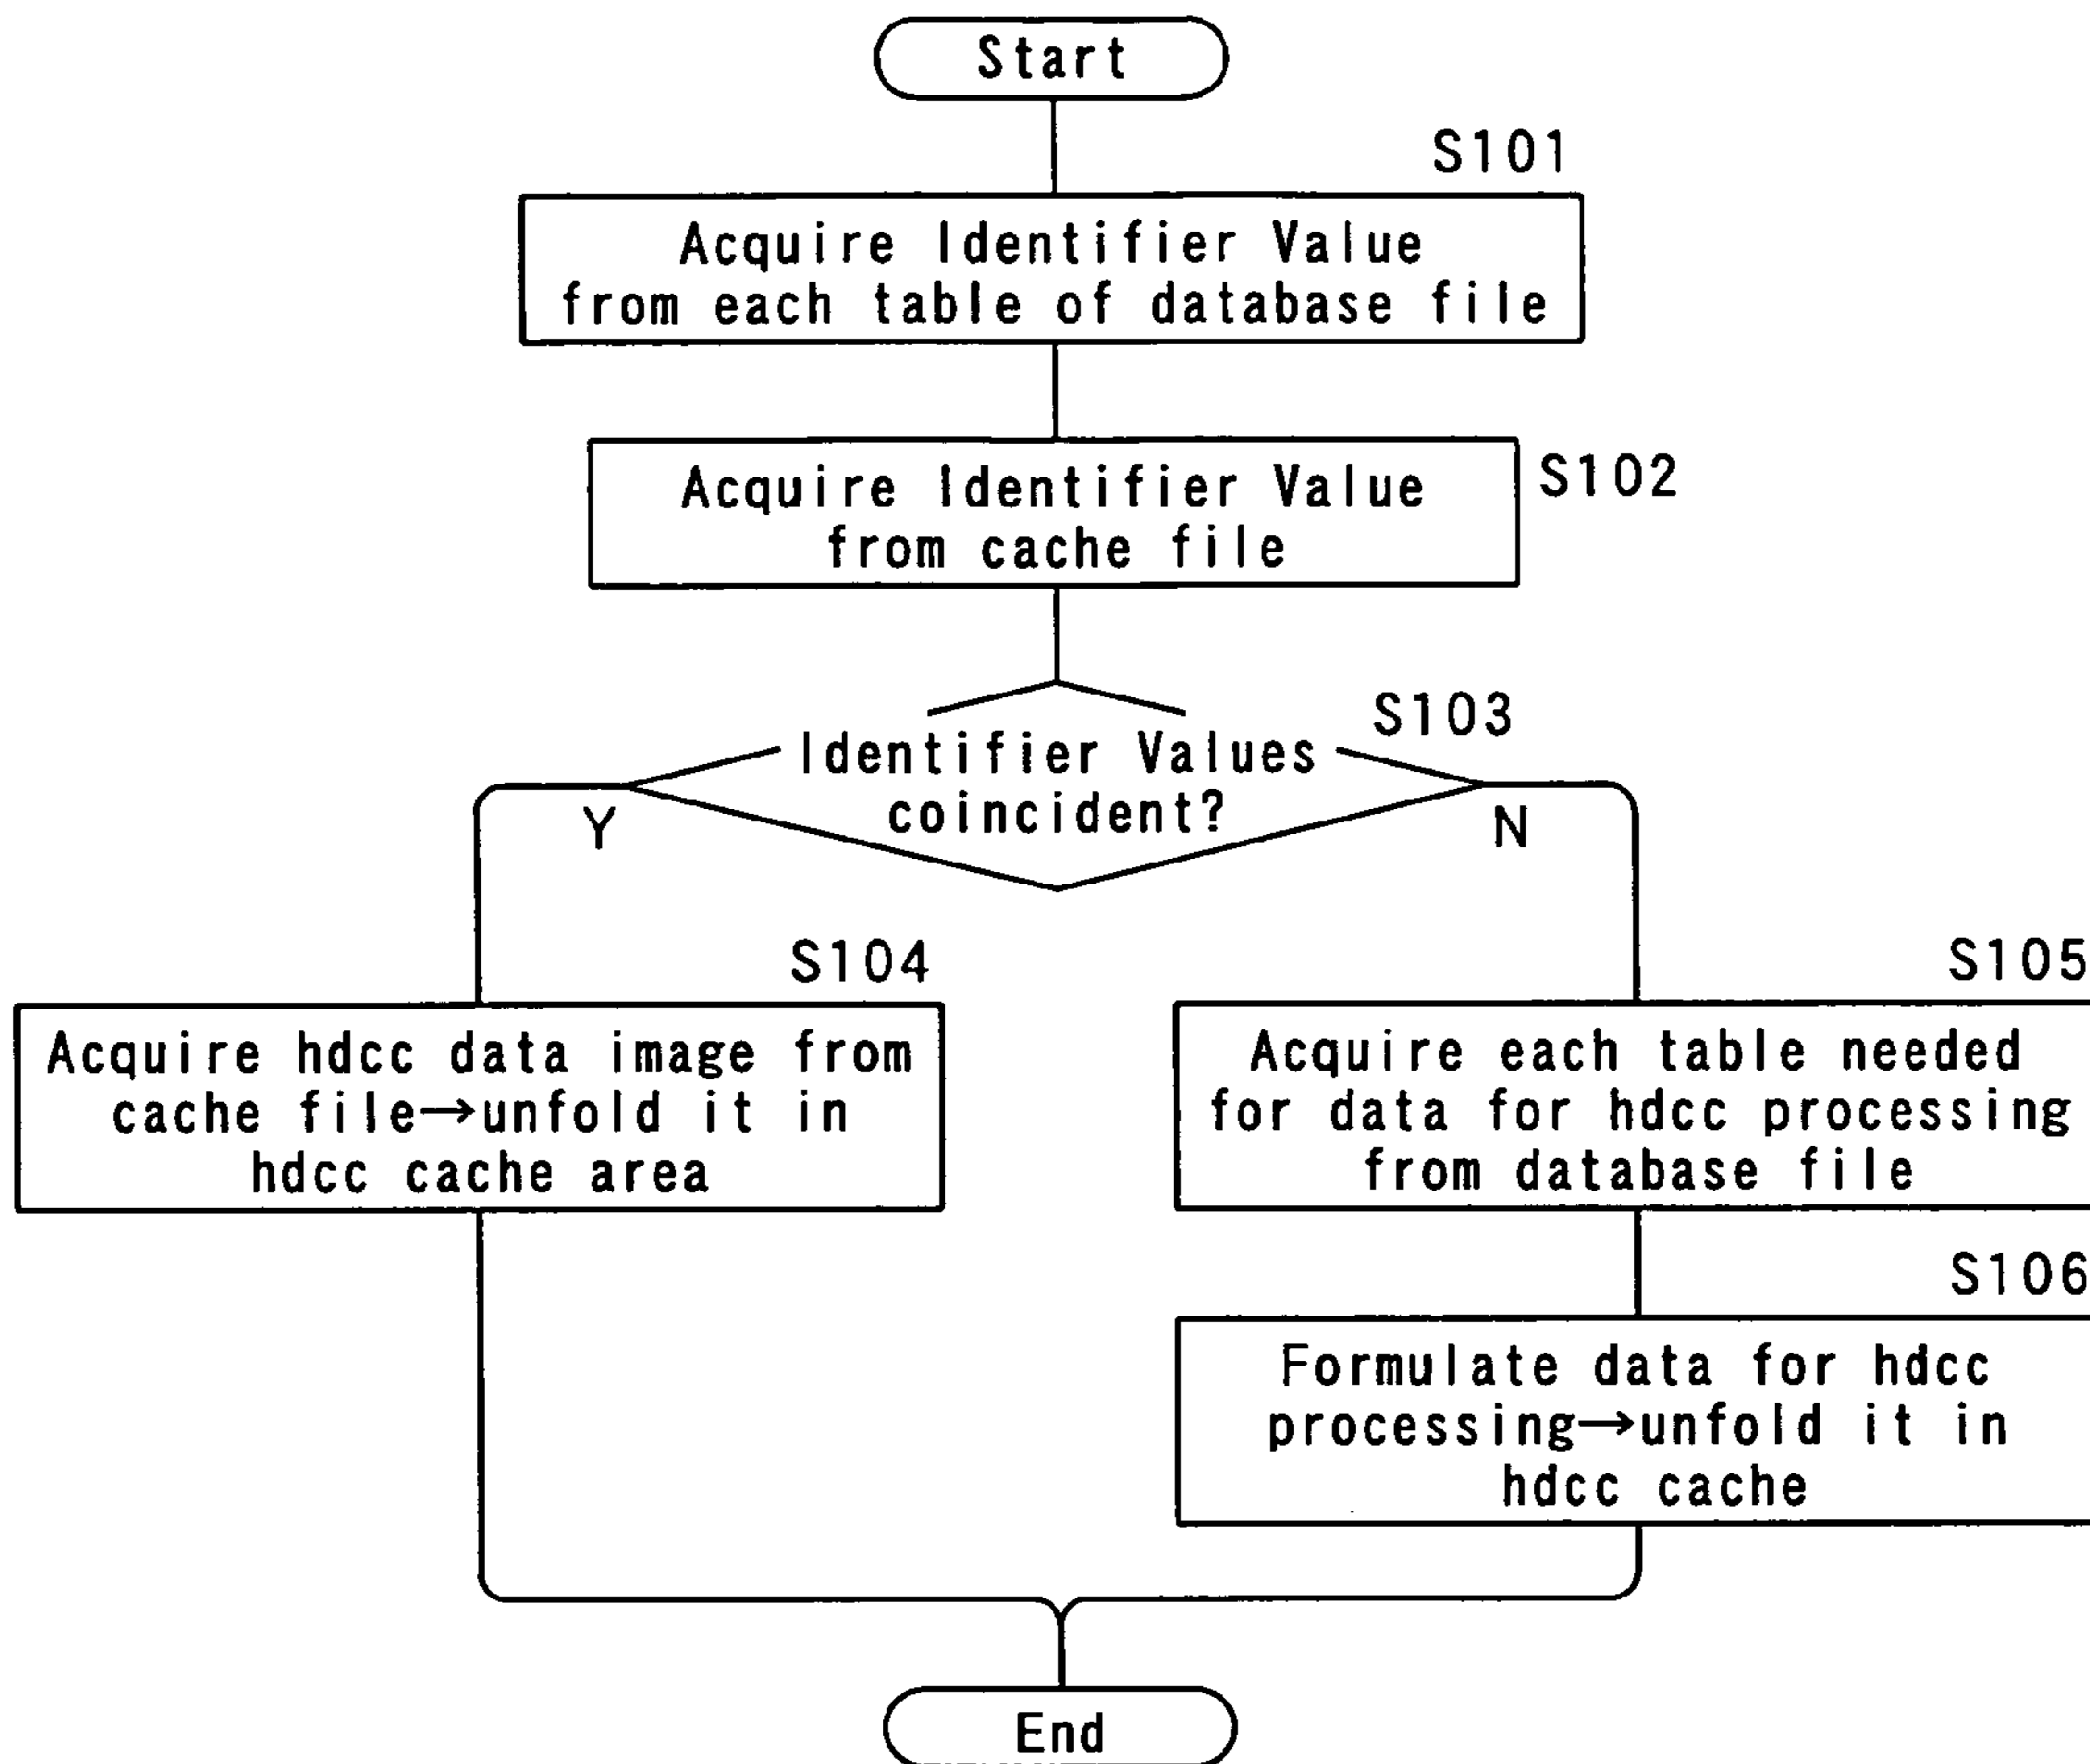 Start
S101
Acquire Identifier Value
from each table of database file
S102
Acquire Identifier Value
from cache file
S103
Identifier Values
coincident?
Y
N
S104
Acquire hdcc data image from
cache file→unfold it in
hdcc cache area
S105
Acquire each table needed
for data for hdcc processing
from database file
S106
Formulate data for hdcc
processing→unfold it in
hdcc cache
End